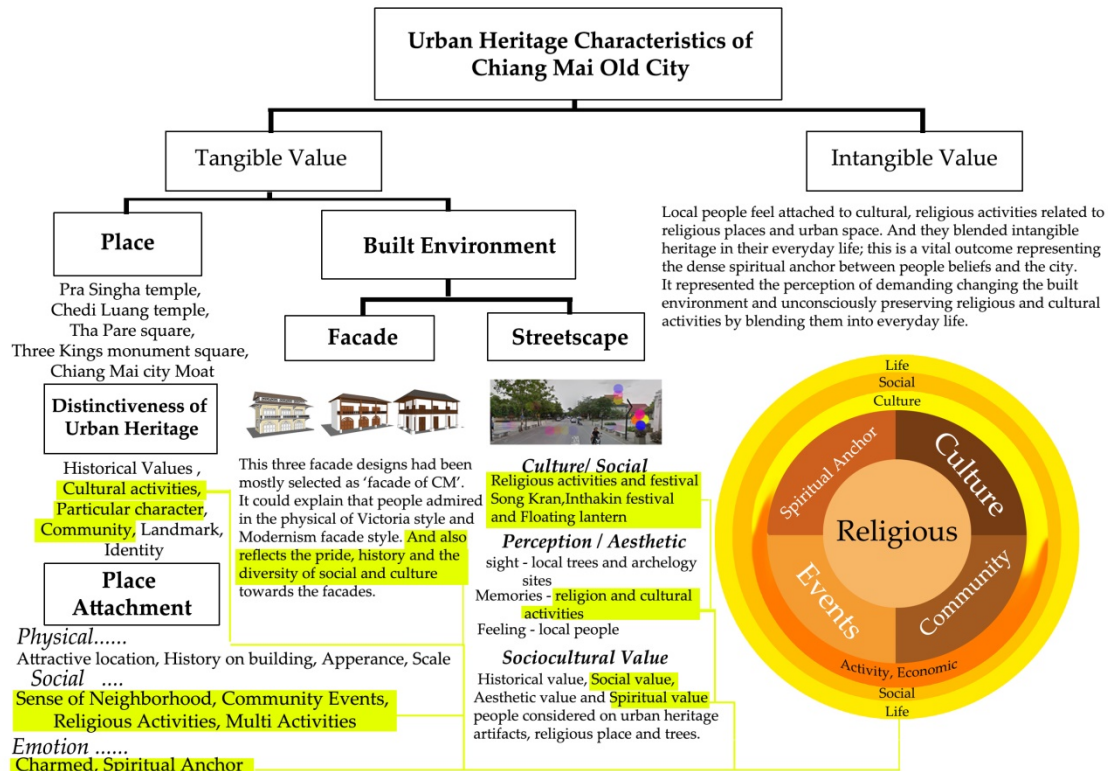 Urban Heritage Characteristics of
Chiang Mai Old City
Tangible Value
Intangible Value
Place
Pra Singha temple,
Chedi Luang temple,
Tha Pare square,
Three Kings monument square,
Chiang Mai city Moat
Distinctiveness of
Urban Heritage
Historical Values ,
Cultural activities,
Particular character,
Community, Landmark,
Identity
Place
Attachment
Physical......
Attractive location, History on building, Apperance, Scale
Social ....
Sense of Neighborhood, Community Events,
Religious Activities, Multi Activities
Emotion ......
Charmed, Spiritual Anchor
Built Environment
Facade
This three facade designs had been
mostly selected as ‘facade of CM’.
It could explain that people admired
in the physical of Victoria style and
Modernism facade style. And also
reflects the pride, history and the
diversity of social and culture
towards the facades.
Streetscape
Culture/ Social
Religious activities and festival
Song Kran,Inthakin festival
and Floating lantern
Perception / Aesthetic
sight - local trees and archelogy
sites
Memories - religion and cultural
activities
Feeling - local people
Sociocultural Value
Historical value, Social value,
Aesthetic value and Spiritual value
people considered on urban heritage
artifacts, religious place and trees.
Local people feel attached to cultural, religious activities related to
religious places and urban space. And they blended intangible
heritage in their everyday life; this is a vital outcome representing
the dense spiritual anchor between people beliefs and the city.
It represented the perception of demanding changing the built
environment and unconsciously preserving religious and cultural
activities by blending them into everyday life.
Life
Social
Culture
Spiritual Anchor
Culture
Religious
Events
Community
Activity, Economic
Social
Life